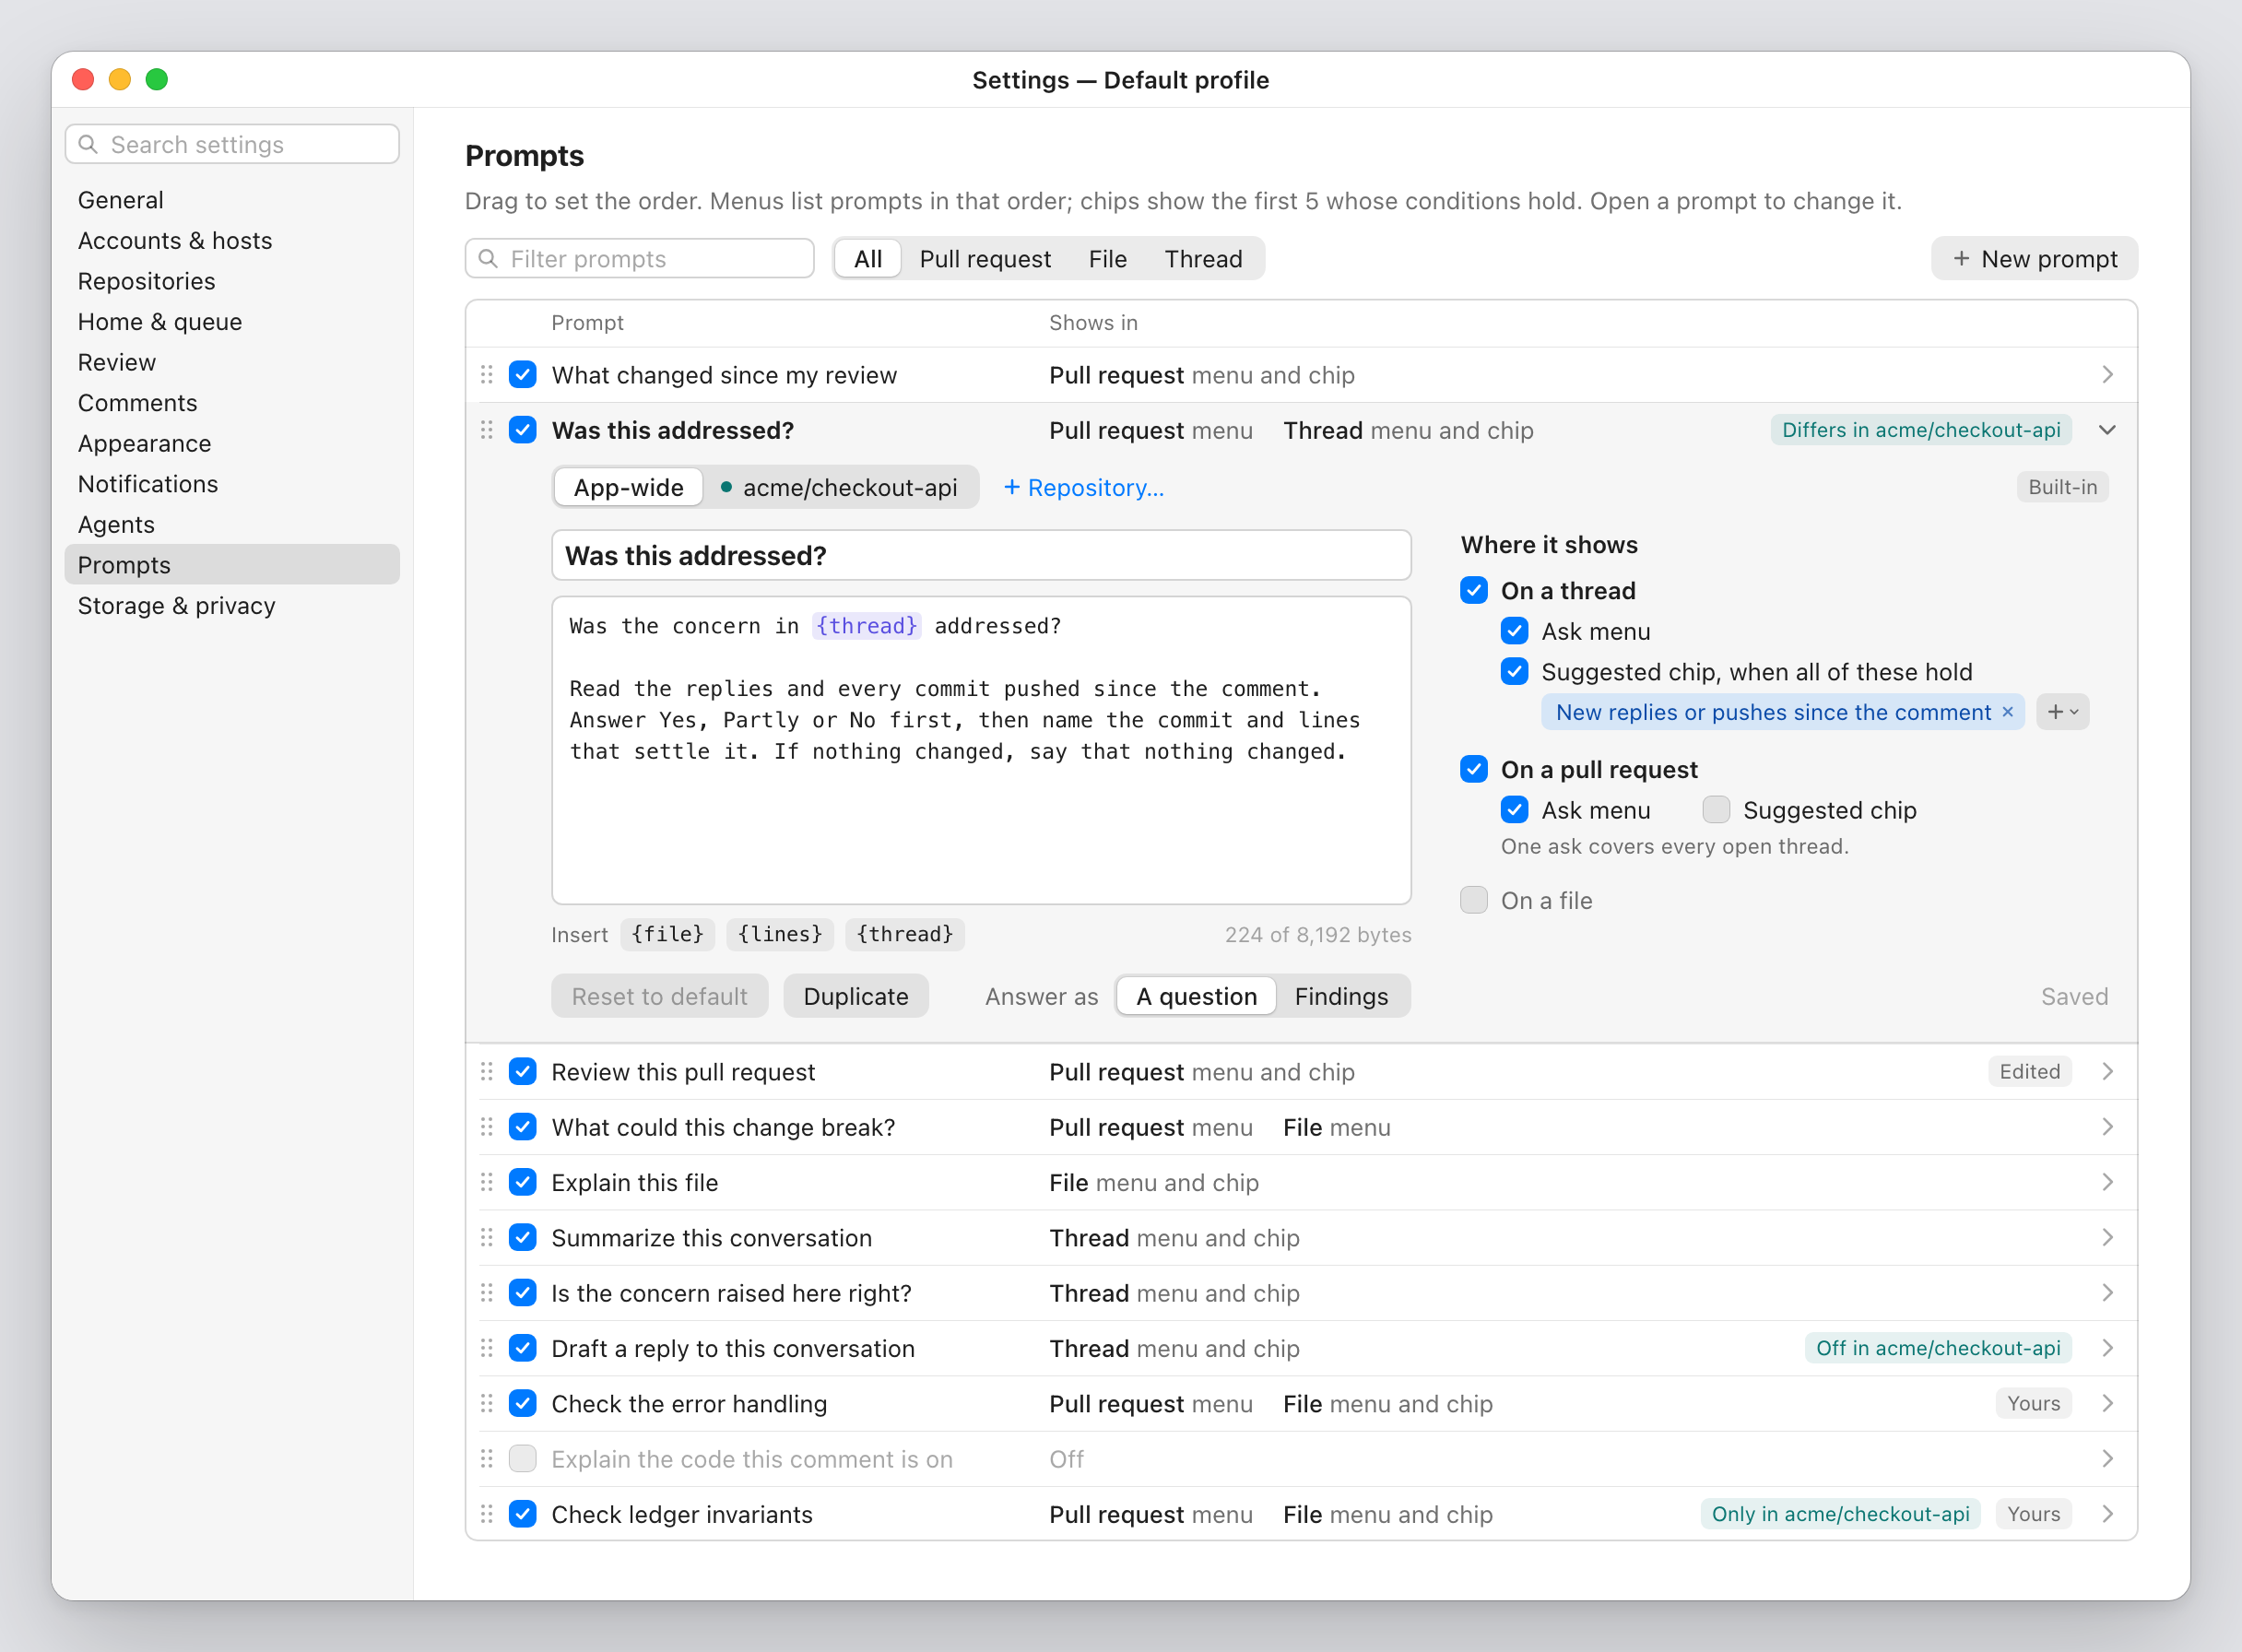 Settings — Default profile
Search settings
General
Accounts & hosts
Repositories
Home & queue
Review
Comments
Appearance
Notifications
Agents
Prompts
Storage & privacy
Prompts
Drag to set the order. Menus list prompts in that order; chips show the first 5 whose conditions hold. Open a prompt to change it.
Filter prompts All Pull request File Thread + New prompt
Prompt Shows in
What changed since my review Pull request menu and chip
Was this addressed? Pull request menu Thread menu and chip Differs in acme/checkout-api
App-wide acme/checkout-api + Repository... Built-in
Was this addressed?
Was the concern in {thread} addressed?
Read the replies and every commit pushed since the comment.
Answer Yes, Partly or No first, then name the commit and lines
that settle it. If nothing changed, say that nothing changed.
Insert {file} {lines} {thread} 224 of 8,192 bytes
Where it shows
On a thread
Ask menu
Suggested chip, when all of these hold
New replies or pushes since the comment × +
On a pull request
Ask menu Suggested chip
One ask covers every open thread.
On a file
Reset to default Duplicate Answer as A question Findings Saved
Review this pull request Pull request menu and chip Edited
What could this change break? Pull request menu File menu
Explain this file File menu and chip
Summarize this conversation Thread menu and chip
Is the concern raised here right? Thread menu and chip
Draft a reply to this conversation Thread menu and chip Off in acme/checkout-api
Check the error handling Pull request menu File menu and chip Yours
Explain the code this comment is on Off
Check ledger invariants Pull request menu File menu and chip Only in acme/checkout-api Yours